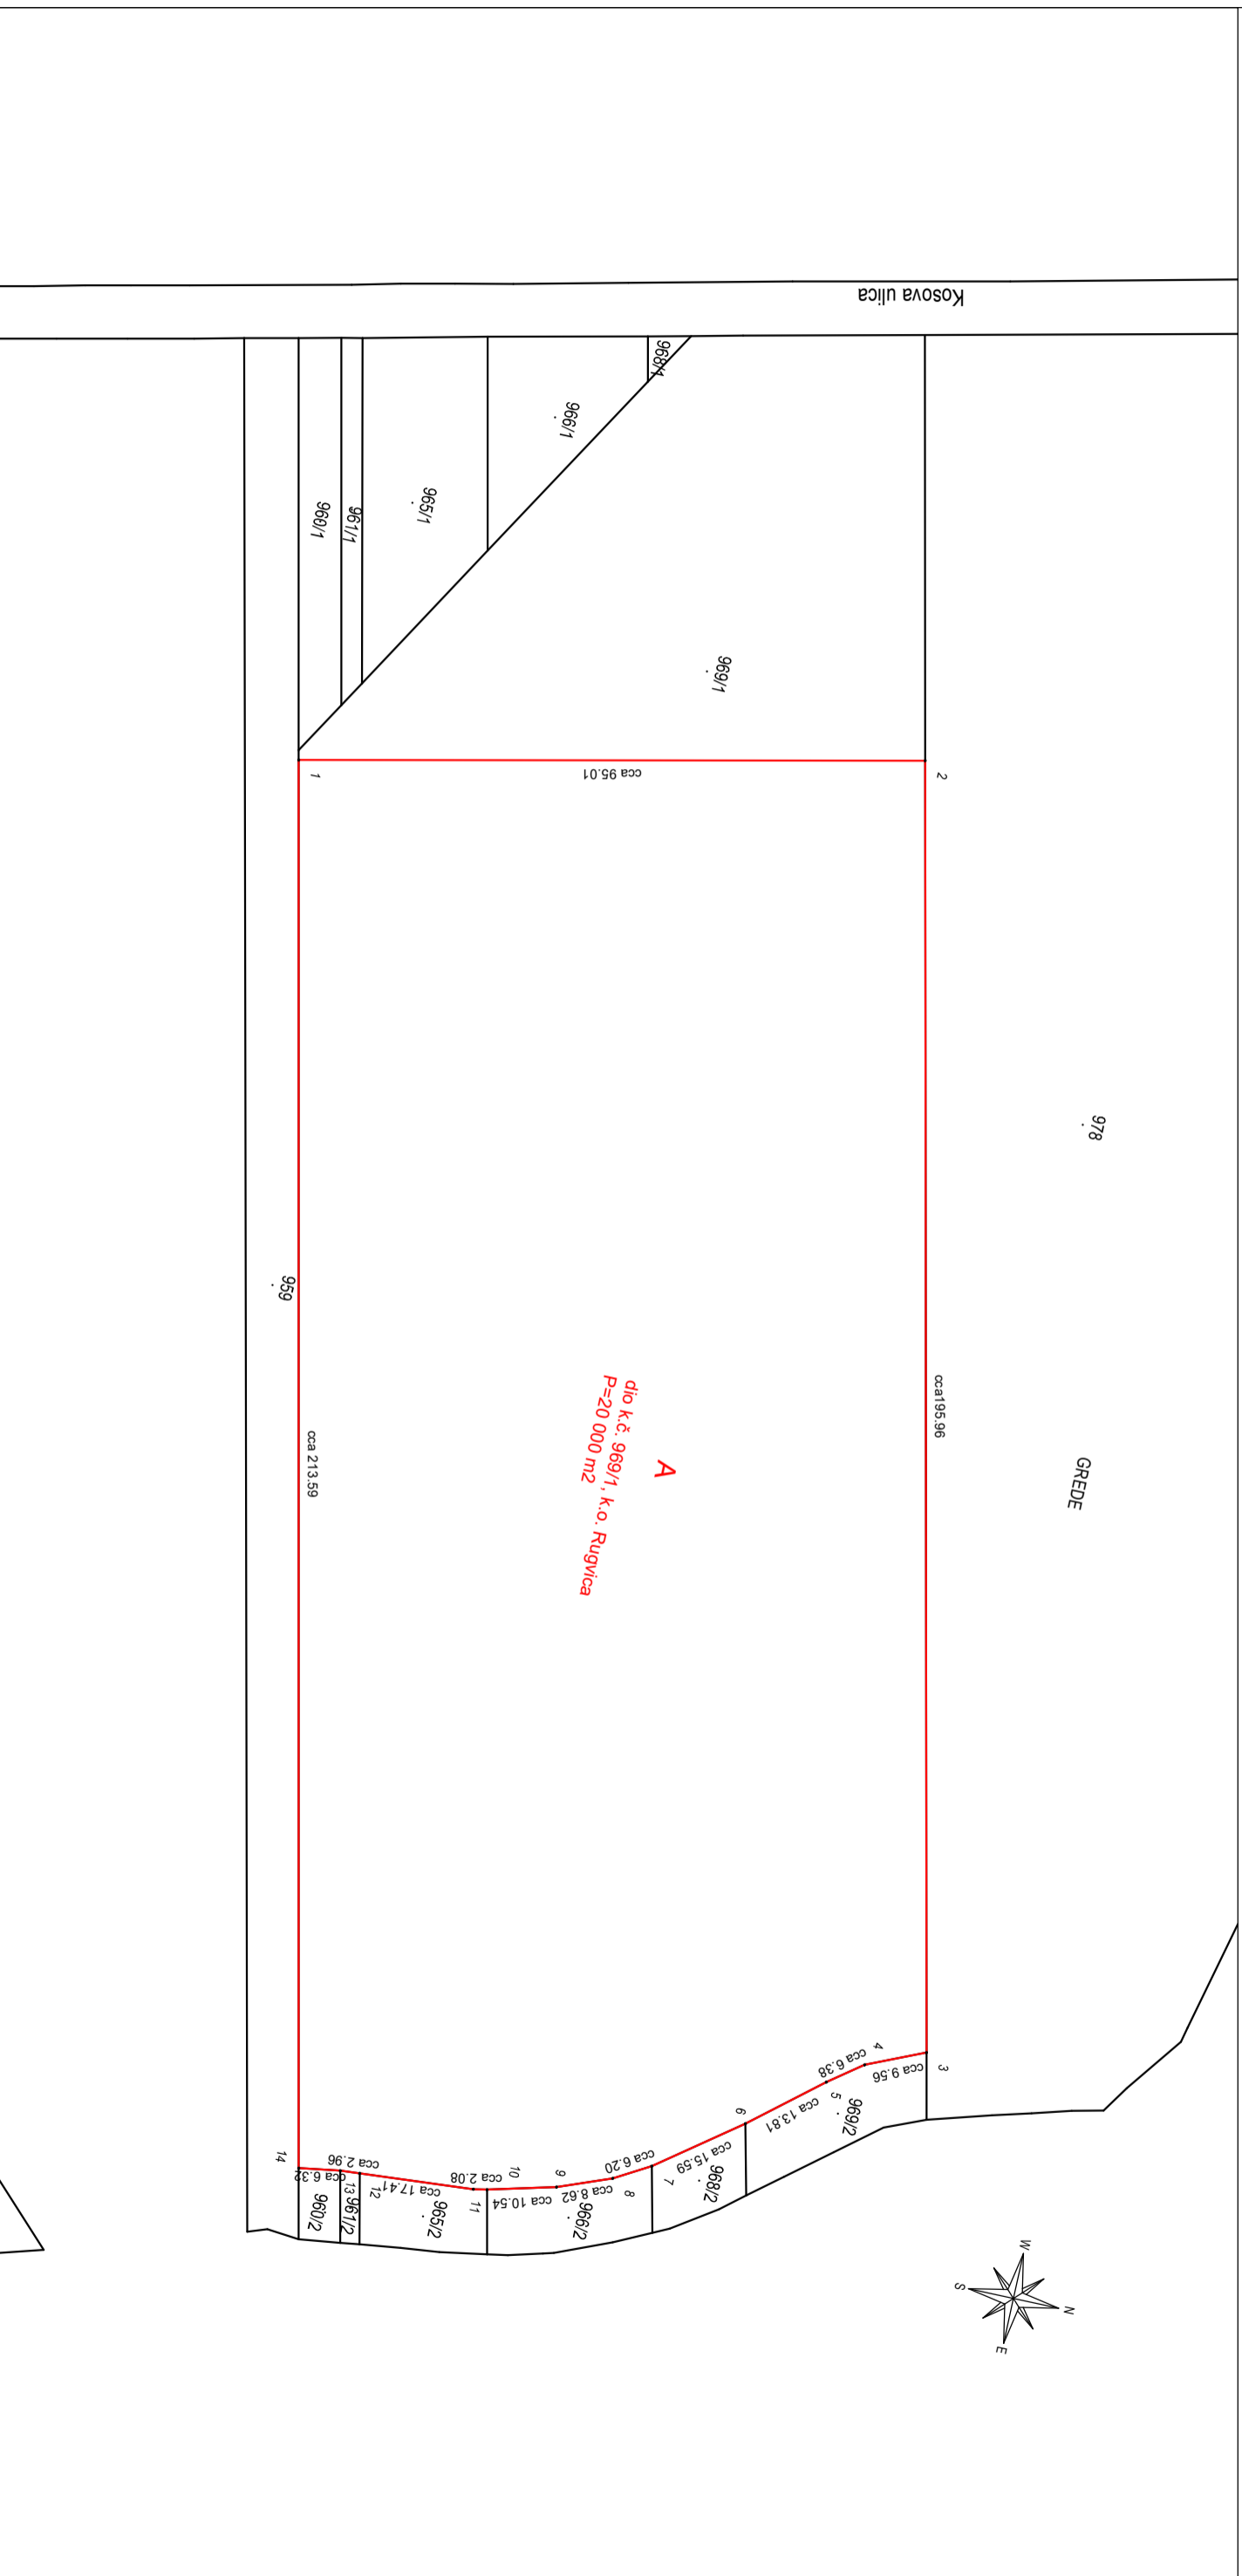 Kosova ulica
968/1
966/1
965/1
961/1
960/1
969/1
1
cca 95.01
2
978
959
cca195.96
cca 213.59
GREDE
A
dio k.č. 969/1, k.o. Rugvica
P=20 000 m2
3
cca 9.56
4
cca 6.38
5
969/2
cca 13.81
6
cca 15.59
968/2
7
cca 6.20
8
cca 8.62
966/2
9
cca 10.54
10
cca 2.08
11
965/2
cca 17.41
12
cca 2.96
961/2
13
cca 6.32
960/2
14
W
N
S
E